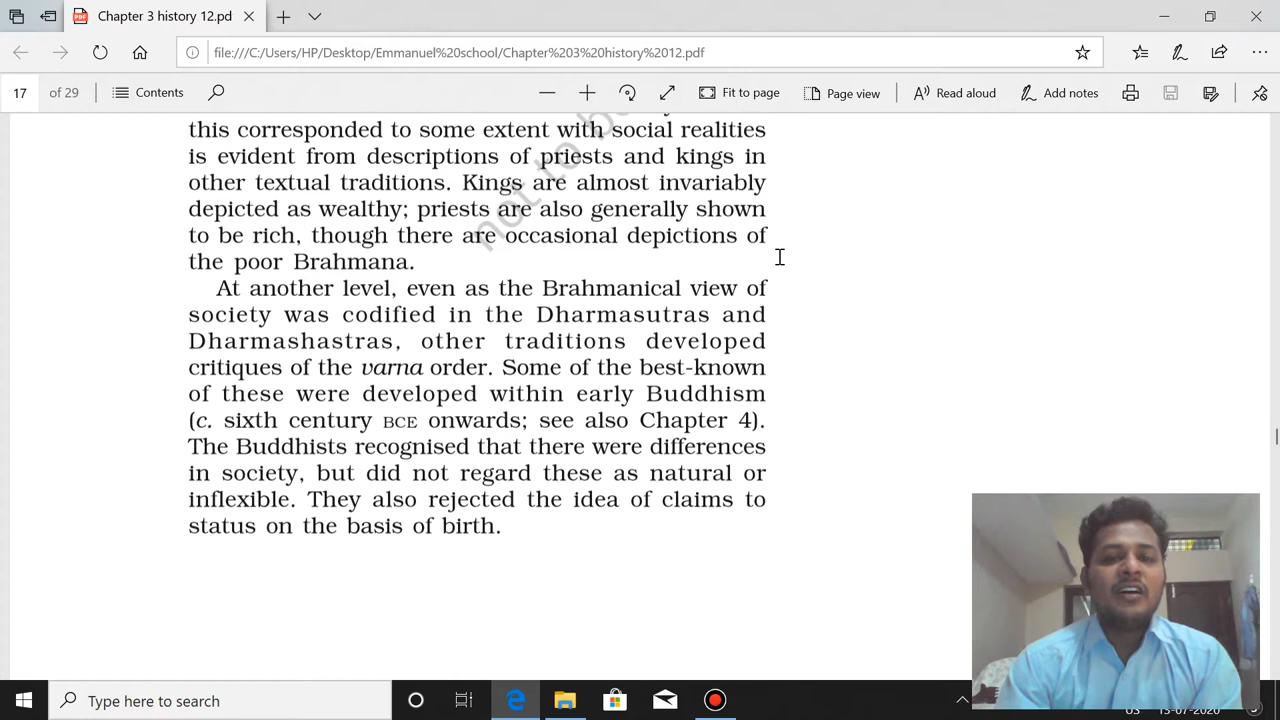 Chapter 3 history 12.pd
file:///C:/Users/HP/Desktop/Emmanuel%20school/Chapter%203%20history%2012.pdf
17 of 29 Contents Fit to page Page view Read aloud Add notes
this corresponded to some extent with social realities
is evident from descriptions of priests and kings in
other textual traditions. Kings are almost invariably
depicted as wealthy; priests are also generally shown
to be rich, though there are occasional depictions of
the poor Brahmana.
At another level, even as the Brahmanical view of
society was codified in the Dharmasutras and
Dharmashastras, other traditions developed
critiques of the varna order. Some of the best-known
of these were developed within early Buddhism
(c. sixth century BCE onwards; see also Chapter 4).
The Buddhists recognised that there were differences
in society, but did not regard these as natural or
inflexible. They also rejected the idea of claims to
status on the basis of birth.
not to b
Type here to search